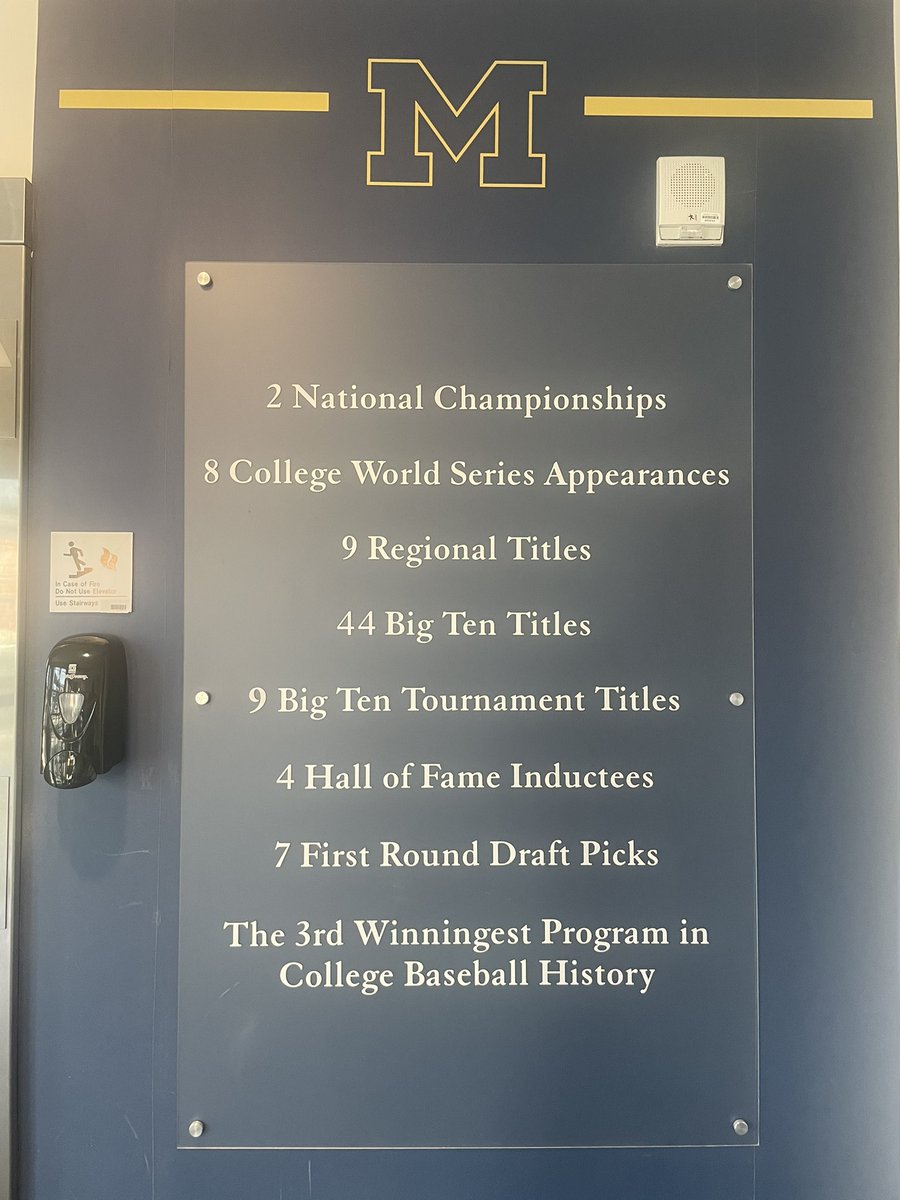 M
2 National Championships
8 College World Series Appearances
9 Regional Titles
44 Big Ten Titles
In Case of Fire
Do Not Use Elevator
Use Stairways
9 Big Ten Tournament Titles
4 Hall of Fame Inductees
7 First Round Draft Picks
The 3rd Winningest Program in
College Baseball History